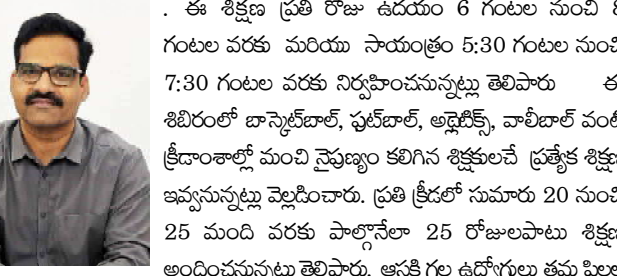 . ఈ శిక్షణ ప్రతి రోజు ఉదయం 6 గంటల నుంచి 8
గంటల వరకు మరియు సాయంత్రం 5:30 గంటల నుంచి
7:30 గంటల వరకు నిర్వహించనున్నట్లు తెలిపారు ఈ
శిబిరంలో బాస్కెట్‌బాల్, ఫుట్‌బాల్, అథ్లెటిక్స్, వాలీబాల్ వంటి
క్రీడాంశాల్లో మంచి నైపుణ్యం కలిగిన శిక్షకులచే ప్రత్యేక శిక్షణ
ఇవ్వనున్నట్లు వెల్లడించారు. ప్రతి క్రీడలో సుమారు 20 నుంచి
25 మంది వరకు పాల్గొనేలా 25 రోజులపాటు శిక్షణ
అందించనున్నట్లు తెలిపారు. ఆసక్తి గల ఉద్యోగులు తమ పిల్లల